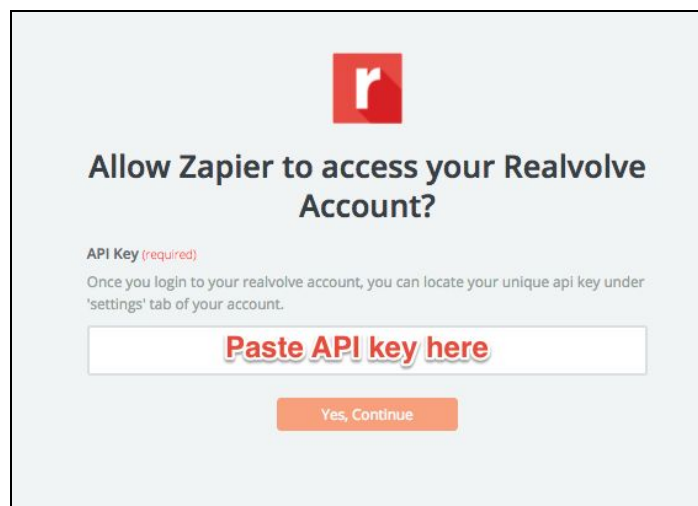 r
Allow Zapier to access your Realvolve
Account?
API Key (required)
Once you login to your realvolve account, you can locate your unique api key under
'settings' tab of your account.
Paste API key here
Yes, Continue